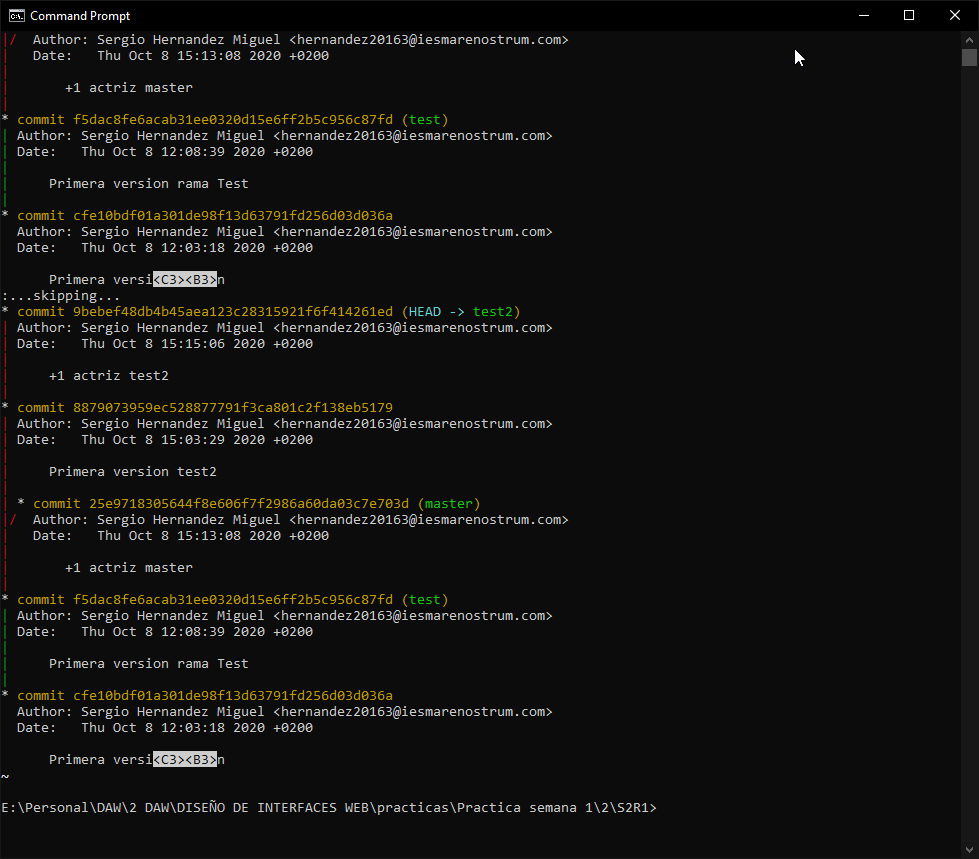 Command Prompt
|/  Author: Sergio Hernandez Miguel <hernandez20163@iesmarenostrum.com>
|   Date:   Thu Oct 8 15:13:08 2020 +0200
|
|       +1 actriz master
|
* commit f5dac8fe6acab31ee0320d15e6ff2b5c956c87fd (test)
| Author: Sergio Hernandez Miguel <hernandez20163@iesmarenostrum.com>
| Date:   Thu Oct 8 12:08:39 2020 +0200
|
|     Primera version rama Test
|
* commit cfe10bdf01a301de98f13d63791fd256d03d036a
  Author: Sergio Hernandez Miguel <hernandez20163@iesmarenostrum.com>
  Date:   Thu Oct 8 12:03:18 2020 +0200

      Primera versi<C3><B3>n
:...skipping...
* commit 9bebef48db4b45aea123c28315921f6f414261ed (HEAD -> test2)
| Author: Sergio Hernandez Miguel <hernandez20163@iesmarenostrum.com>
| Date:   Thu Oct 8 15:15:06 2020 +0200
|
|     +1 actriz test2
|
* commit 8879073959ec528877791f3ca801c2f138eb5179
| Author: Sergio Hernandez Miguel <hernandez20163@iesmarenostrum.com>
| Date:   Thu Oct 8 15:03:29 2020 +0200
|
|     Primera version test2
|
| * commit 25e9718305644f8e606f7f2986a60da03c7e703d (master)
|/  Author: Sergio Hernandez Miguel <hernandez20163@iesmarenostrum.com>
|   Date:   Thu Oct 8 15:13:08 2020 +0200
|
|       +1 actriz master
|
* commit f5dac8fe6acab31ee0320d15e6ff2b5c956c87fd (test)
| Author: Sergio Hernandez Miguel <hernandez20163@iesmarenostrum.com>
| Date:   Thu Oct 8 12:08:39 2020 +0200
|
|     Primera version rama Test
|
* commit cfe10bdf01a301de98f13d63791fd256d03d036a
  Author: Sergio Hernandez Miguel <hernandez20163@iesmarenostrum.com>
  Date:   Thu Oct 8 12:03:18 2020 +0200

      Primera versi<C3><B3>n
~

E:\Personal\DAW\2 DAW\DISEÑO DE INTERFACES WEB\practicas\Practica semana 1\2\S2R1>